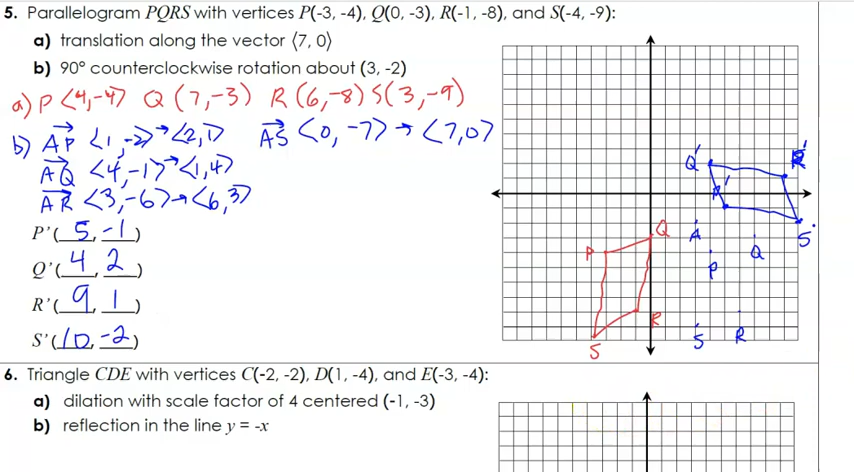 5. Parallelogram PQRS with vertices P(-3, -4), Q(0, -3), R(-1, -8), and S(-4, -9):
a) translation along the vector ⟨7, 0⟩
b) 90° counterclockwise rotation about (3, -2)
a) P⟨4,-4⟩ Q (7,-3) R (6,-8) S(3,-9)
b) AP ⟨1,-2⟩→⟨2,1⟩ AS ⟨0,-7⟩→⟨7,0⟩
AQ ⟨4,-1⟩→⟨1,4⟩
AR ⟨3,-6⟩→⟨6,3⟩
P'(5, -1)
Q'(4, 2)
R'(9, 1)
S'(10, -2)
Q' R'
P'
S'
Q A
P Q
P
R S R
S
6. Triangle CDE with vertices C(-2, -2), D(1, -4), and E(-3, -4):
a) dilation with scale factor of 4 centered (-1, -3)
b) reflection in the line y = -x